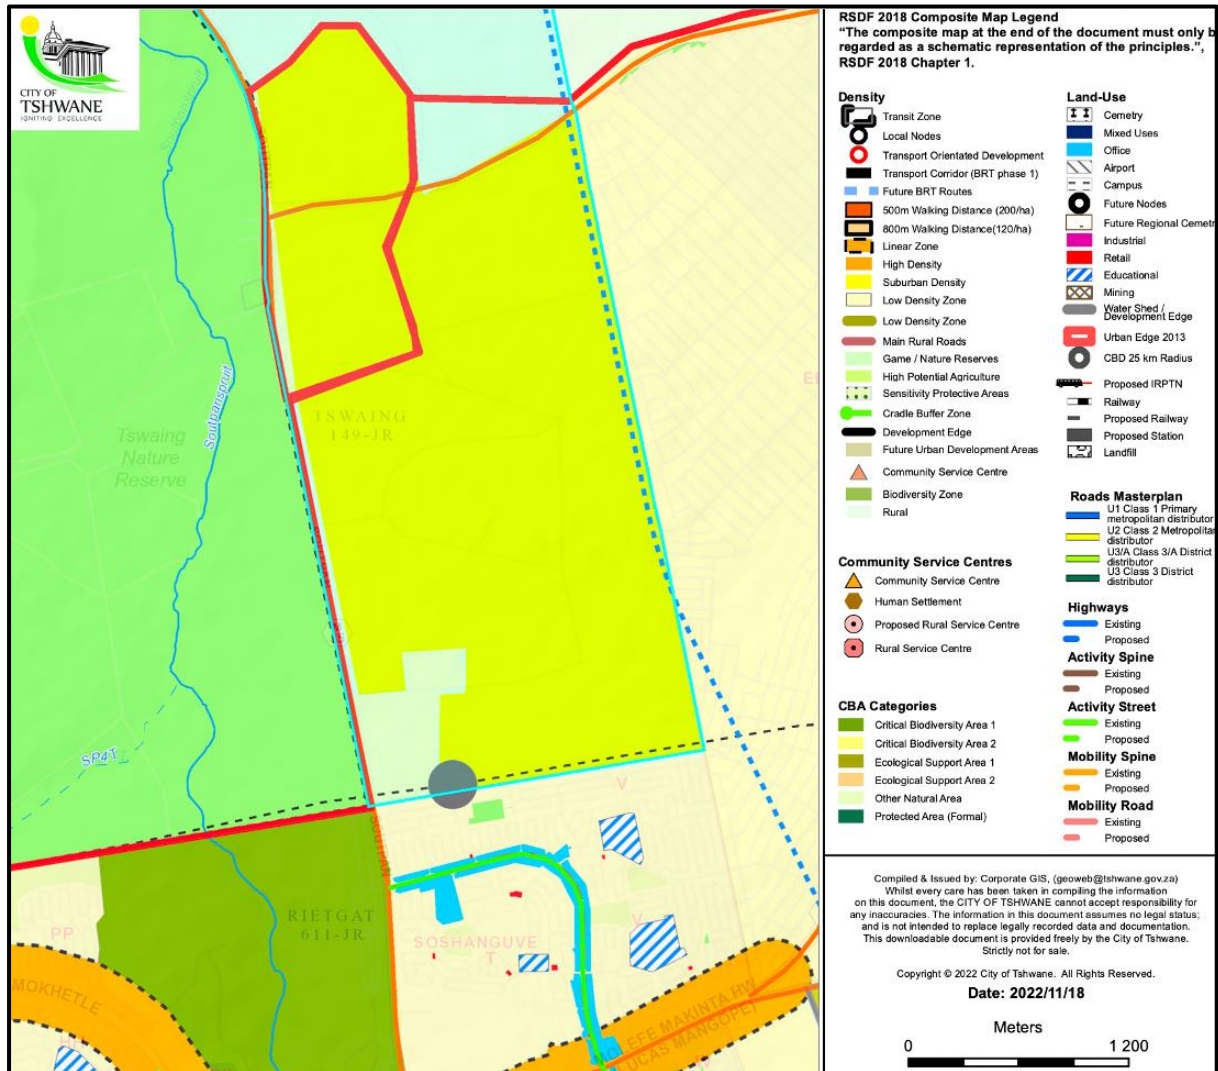 CITY OF
TSHWANE
IGNITING EXCELLENCE
Soutpanspruit
TSWAING
149-JR
Tswaing
Nature
Reserve
SP4T
V
SOUTPAN
RIETGAT
611-JR
PP
SOSHANGUVE
T
V
MOKHETLE
MOLEFE MAKINTA HW
(LUCAS MANGOPE)
RSDF 2018 Composite Map Legend
“The composite map at the end of the document must only b
regarded as a schematic representation of the principles.”,
RSDF 2018 Chapter 1.
Density
Transit Zone
Local Nodes
Transport Orientated Development
Transport Corridor (BRT phase 1)
Future BRT Routes
500m Walking Distance (200/ha)
800m Walking Distance(120/ha)
Linear Zone
High Density
Suburban Density
Low Density Zone
Low Density Zone
Main Rural Roads
Game / Nature Reserves
High Potential Agriculture
Sensitivity Protective Areas
Cradle Buffer Zone
Development Edge
Future Urban Development Areas
Community Service Centre
Biodiversity Zone
Rural
Community Service Centres
Community Service Centre
Human Settlement
Proposed Rural Service Centre
Rural Service Centre
CBA Categories
Critical Biodiversity Area 1
Critical Biodiversity Area 2
Ecological Support Area 1
Ecological Support Area 2
Other Natural Area
Protected Area (Formal)
Land-Use
Cemetry
Mixed Uses
Office
Airport
Campus
Future Nodes
Future Regional Cemetr
Industrial
Retail
Educational
Mining
Water Shed /
Development Edge
Urban Edge 2013
CBD 25 km Radius
Proposed IRPTN
Railway
Proposed Railway
Proposed Station
Landfill
Roads Masterplan
U1 Class 1 Primary
metropolitan distributor
U2 Class 2 Metropolitan
distributor
U3/A Class 3/A District
distributor
U3 Class 3 District
distributor
Highways
Existing
Proposed
Activity Spine
Existing
Proposed
Activity Street
Existing
Proposed
Mobility Spine
Existing
Proposed
Mobility Road
Existing
Proposed
Compiled & Issued by: Corporate GIS, (geoweb@tshwane.gov.za)
Whilst every care has been taken in compiling the information
on this document, the CITY OF TSHWANE cannot accept responsibility for
any inaccuracies. The information in this document assumes no legal status;
and is not intended to replace legally recorded data and documentation.
This downloadable document is provided freely by the City of Tshwane.
Strictly not for sale.
Copyright © 2022 City of Tshwane. All Rights Reserved.
Date: 2022/11/18
Meters
0 1 200